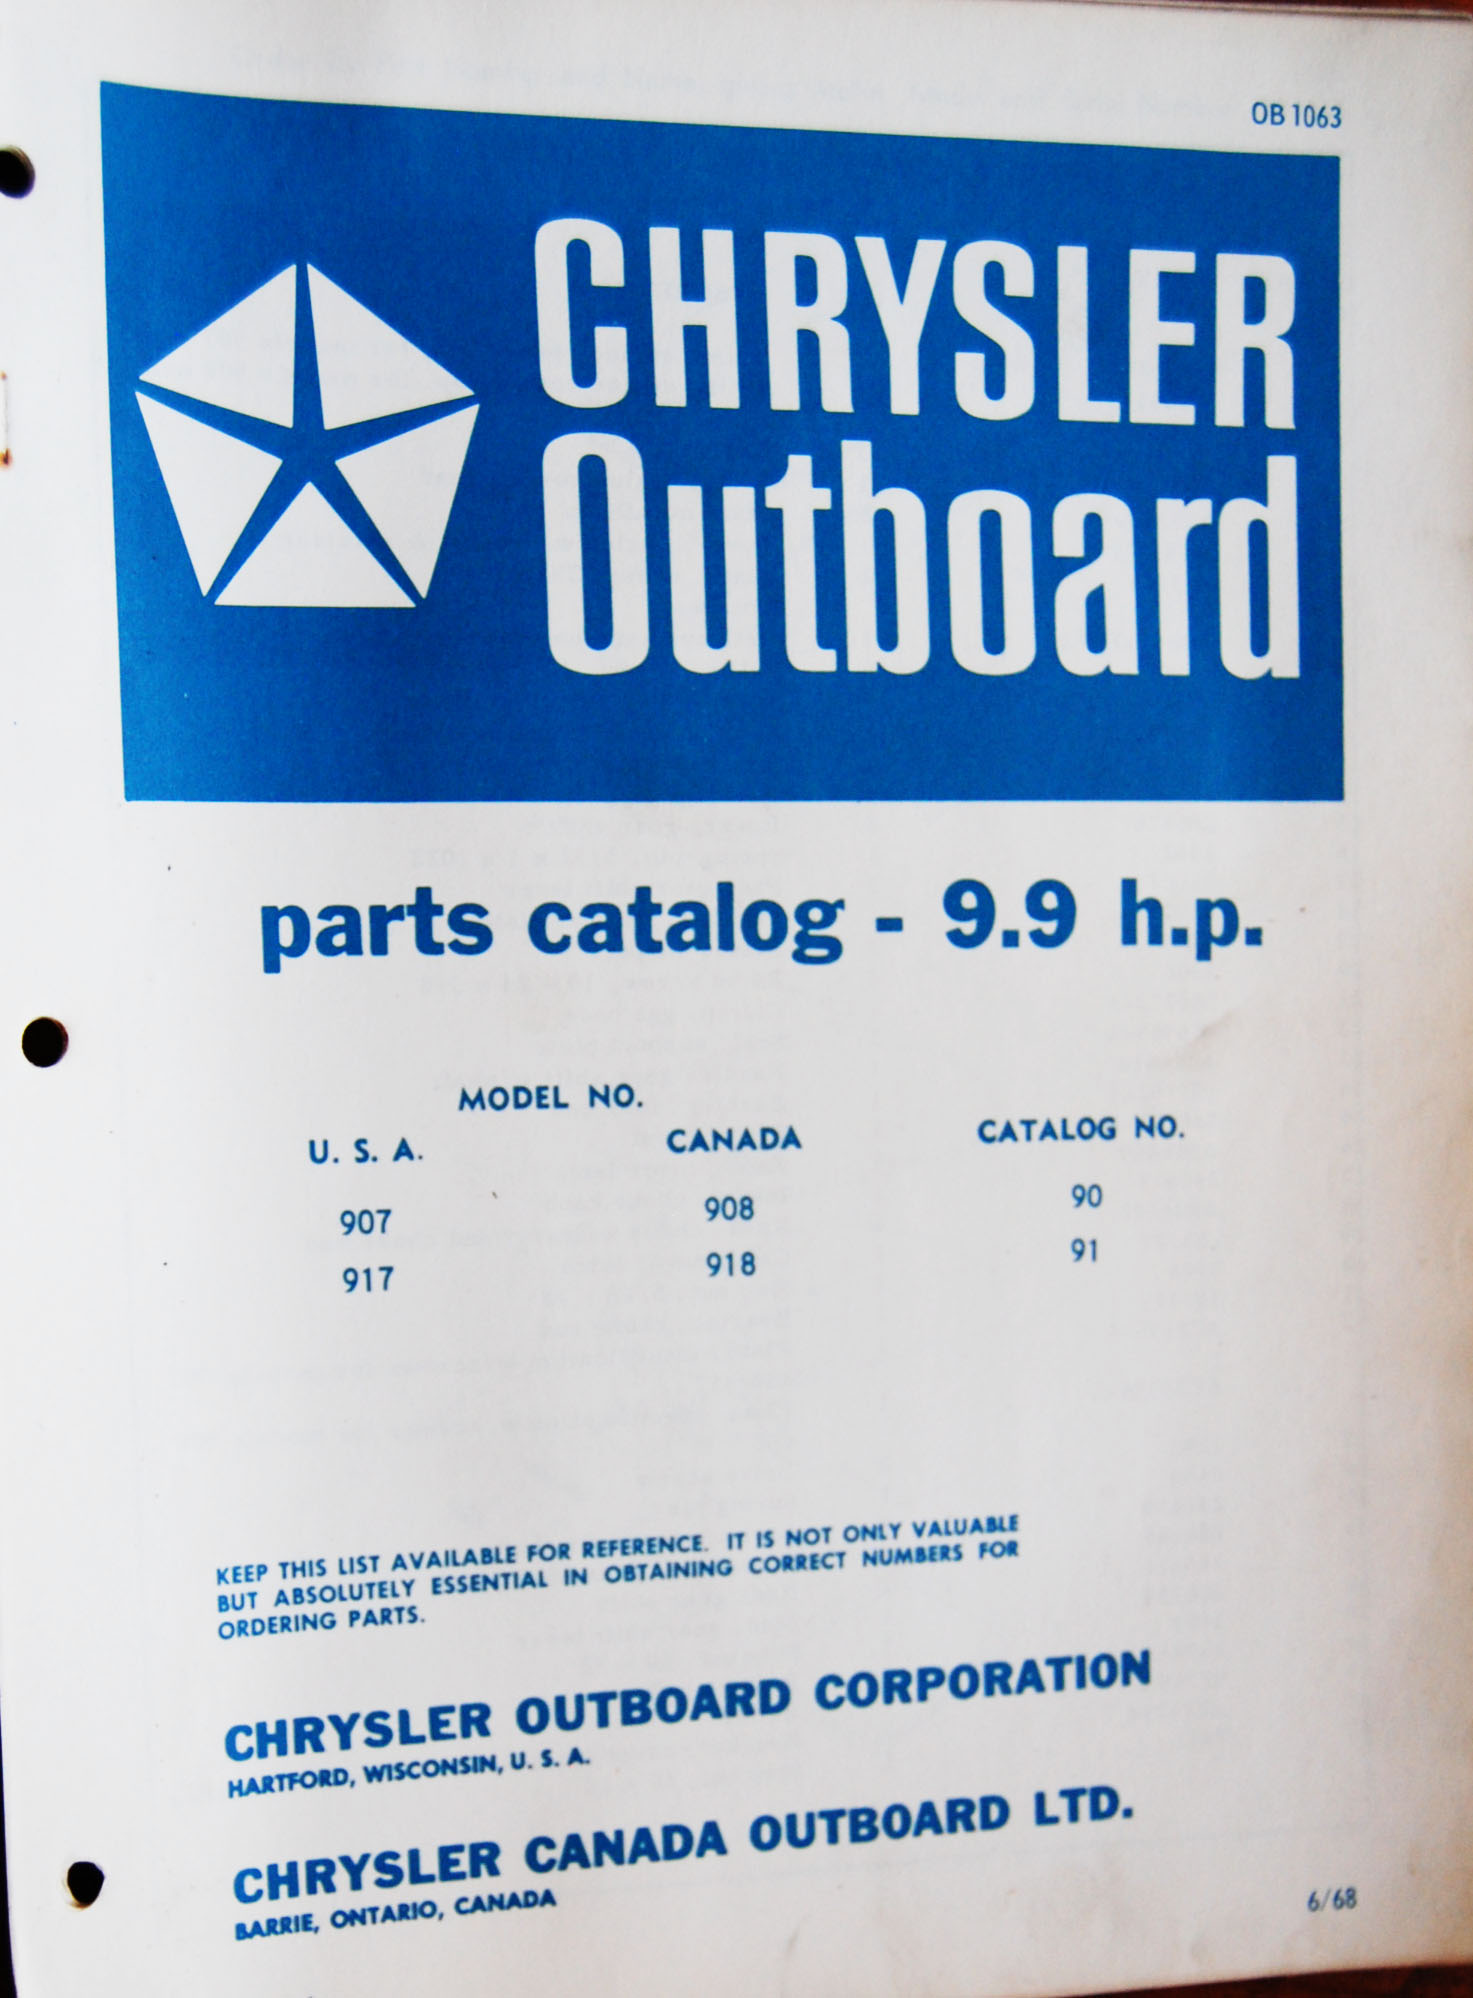 OB 1063
CHRYSLER
Outboard
parts catalog - 9.9 h.p.
MODEL NO.
U. S. A. CANADA CATALOG NO.
907 908 90
917 918 91
KEEP THIS LIST AVAILABLE FOR REFERENCE. IT IS NOT ONLY VALUABLE
BUT ABSOLUTELY ESSENTIAL IN OBTAINING CORRECT NUMBERS FOR
ORDERING PARTS.
CHRYSLER OUTBOARD CORPORATION
HARTFORD, WISCONSIN, U. S. A.
CHRYSLER CANADA OUTBOARD LTD.
BARRIE, ONTARIO, CANADA
6/68